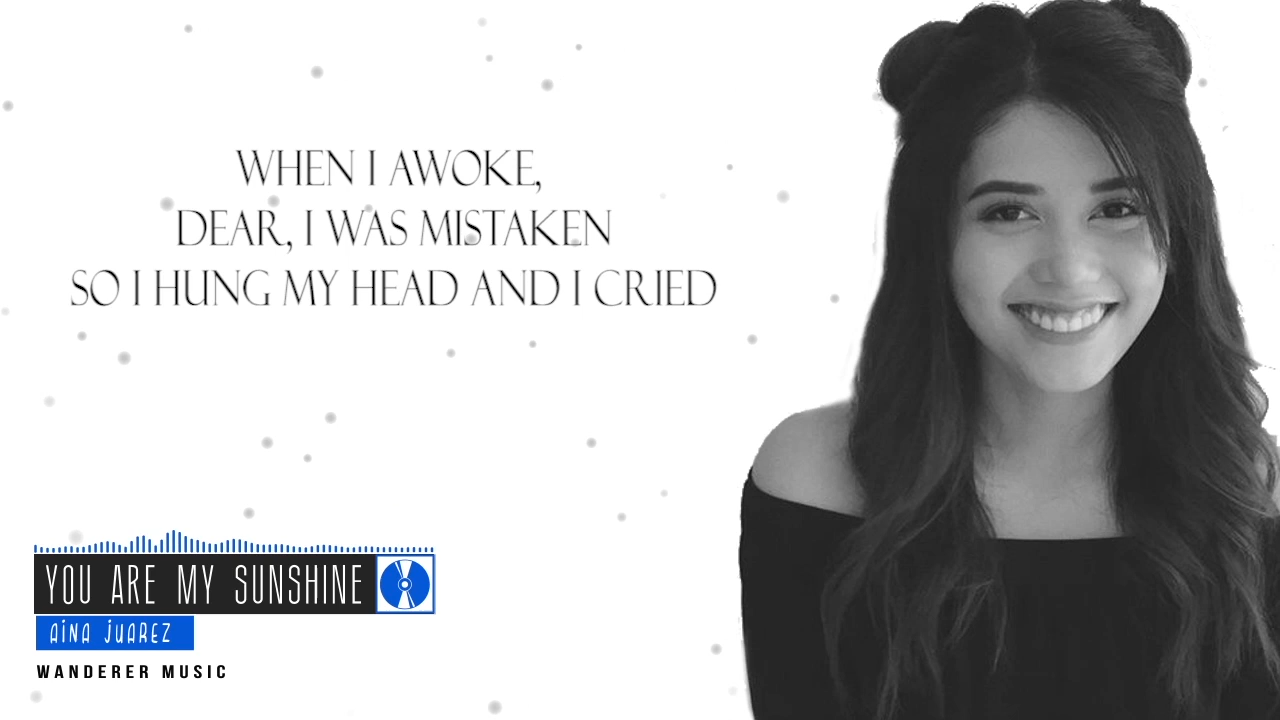 WHEN I AWOKE,
DEAR, I WAS MISTAKEN
SO I HUNG MY HEAD AND I CRIED
YOU ARE MY SUNSHINE
AiNA JUAREZ
WANDERER MUSIC